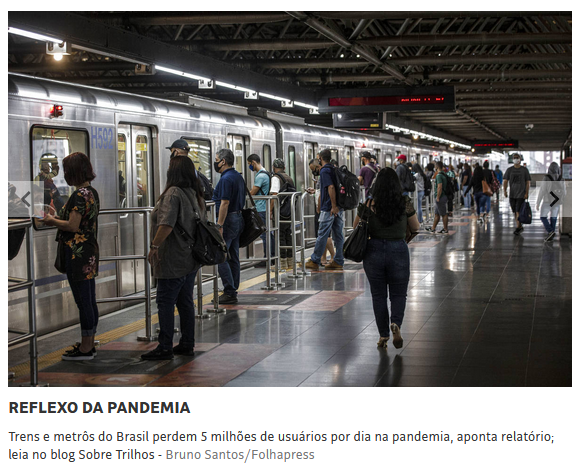 H592
REFLEXO DA PANDEMIA
Trens e metrôs do Brasil perdem 5 milhões de usuários por dia na pandemia, aponta relatório;
leia no blog Sobre Trilhos - Bruno Santos/Folhapress